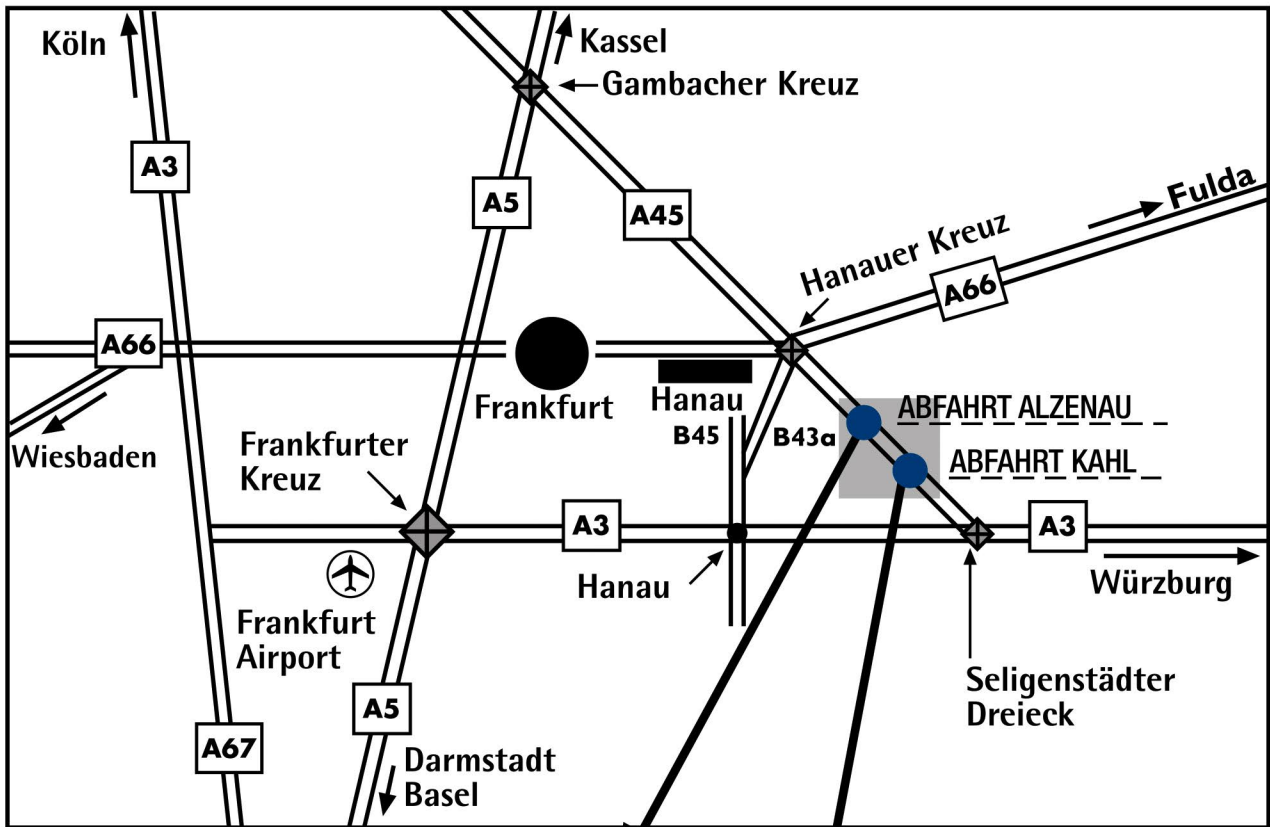 Köln
Kassel
Gambacher Kreuz
A3
A5
A45
Fulda
Hanauer Kreuz
A66
A66
Frankfurt
Hanau
B45
B43a
ABFAHRT ALZENAU
ABFAHRT KAHL
Wiesbaden
Frankfurter
Kreuz
A3
A3
Hanau
Würzburg
Frankfurt
Airport
Seligenstädter
Dreieck
A5
A67
Darmstadt
Basel